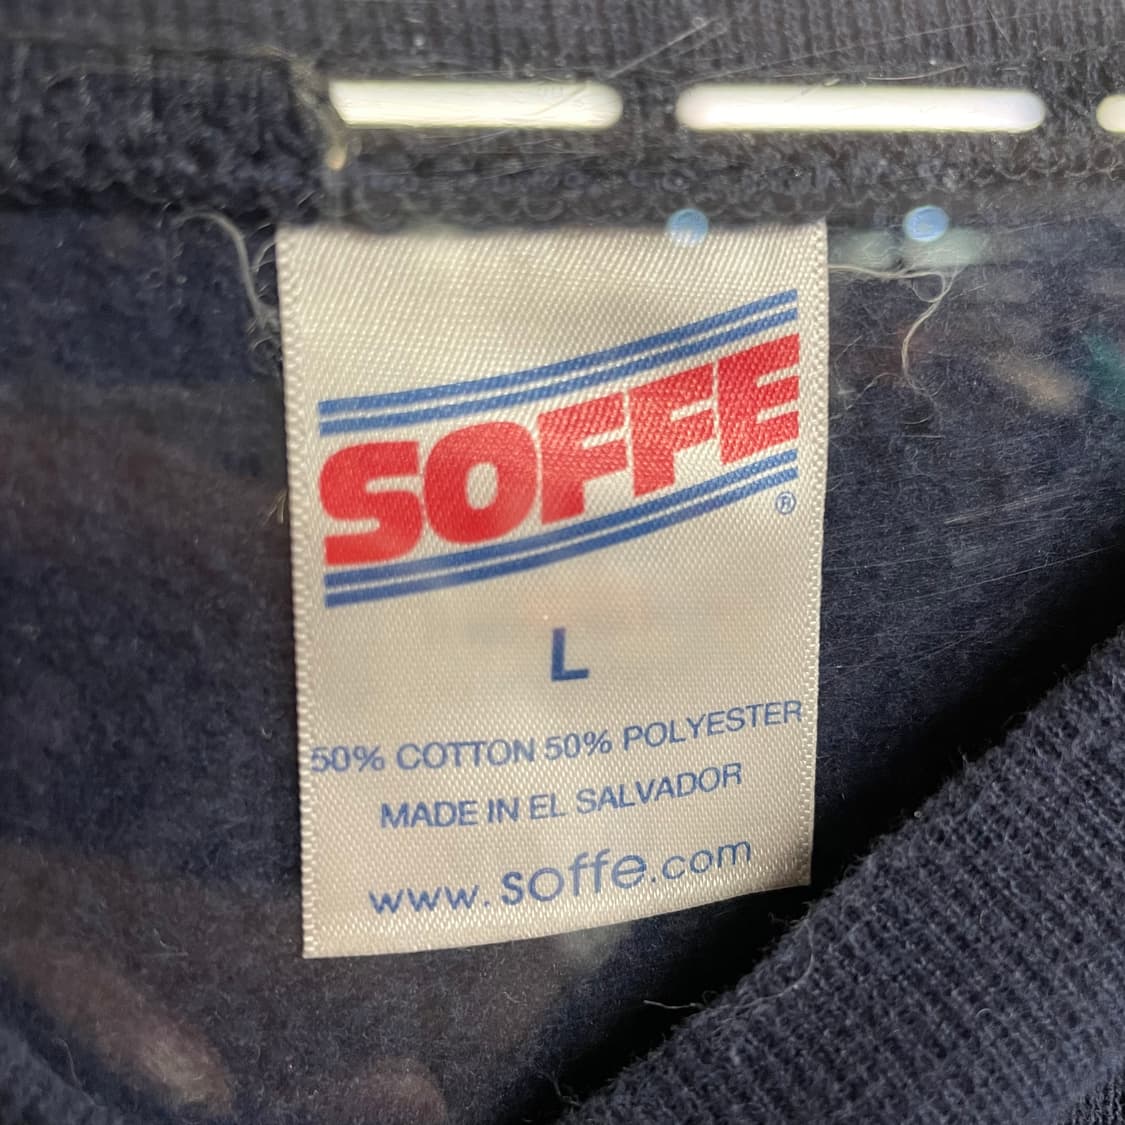 SOFFE
®
L
50% COTTON 50% POLYESTER
MADE IN EL SALVADOR
www.soffe.com